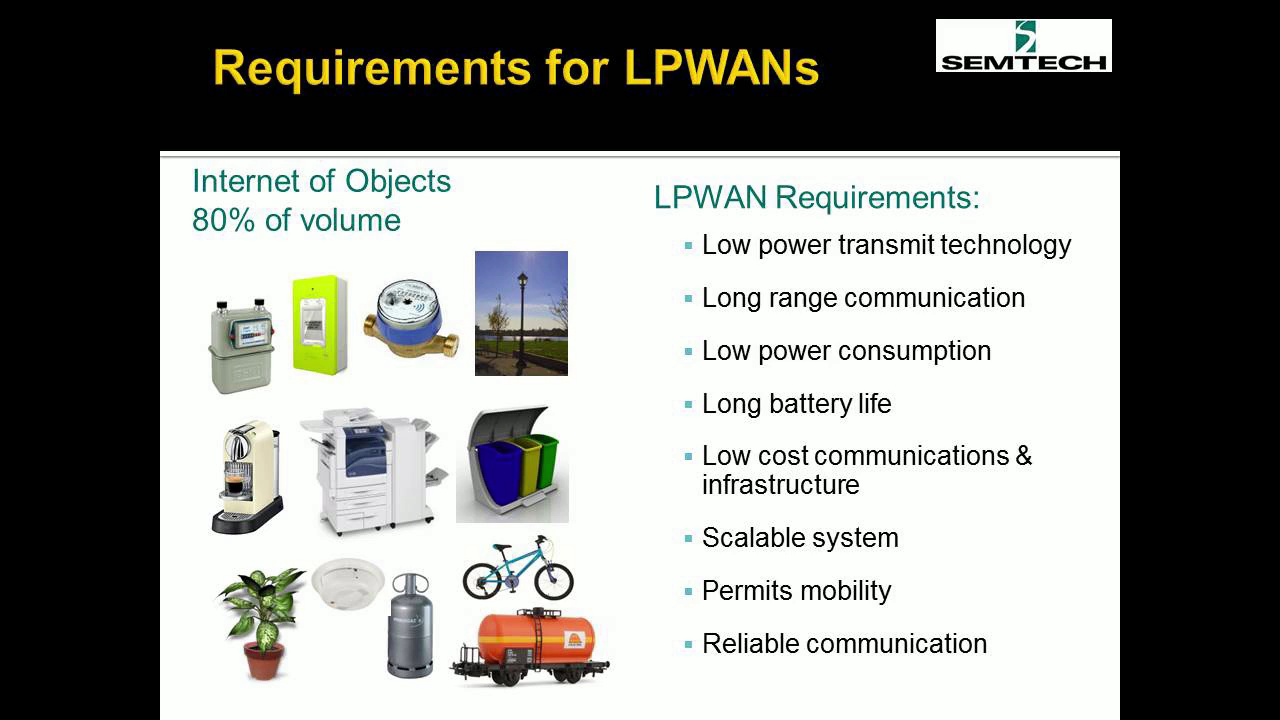 Requirements for LPWANs
SEMTECH
Internet of Objects
80% of volume
LPWAN Requirements:
Low power transmit technology
Long range communication
Low power consumption
Long battery life
Low cost communications &
infrastructure
Scalable system
Permits mobility
Reliable communication